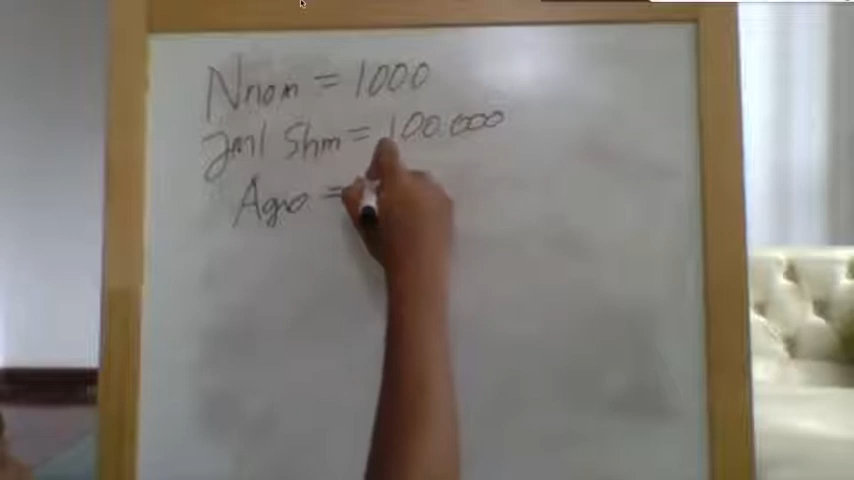 Nnom = 1000
Jml Shm = 100.000
Agio =